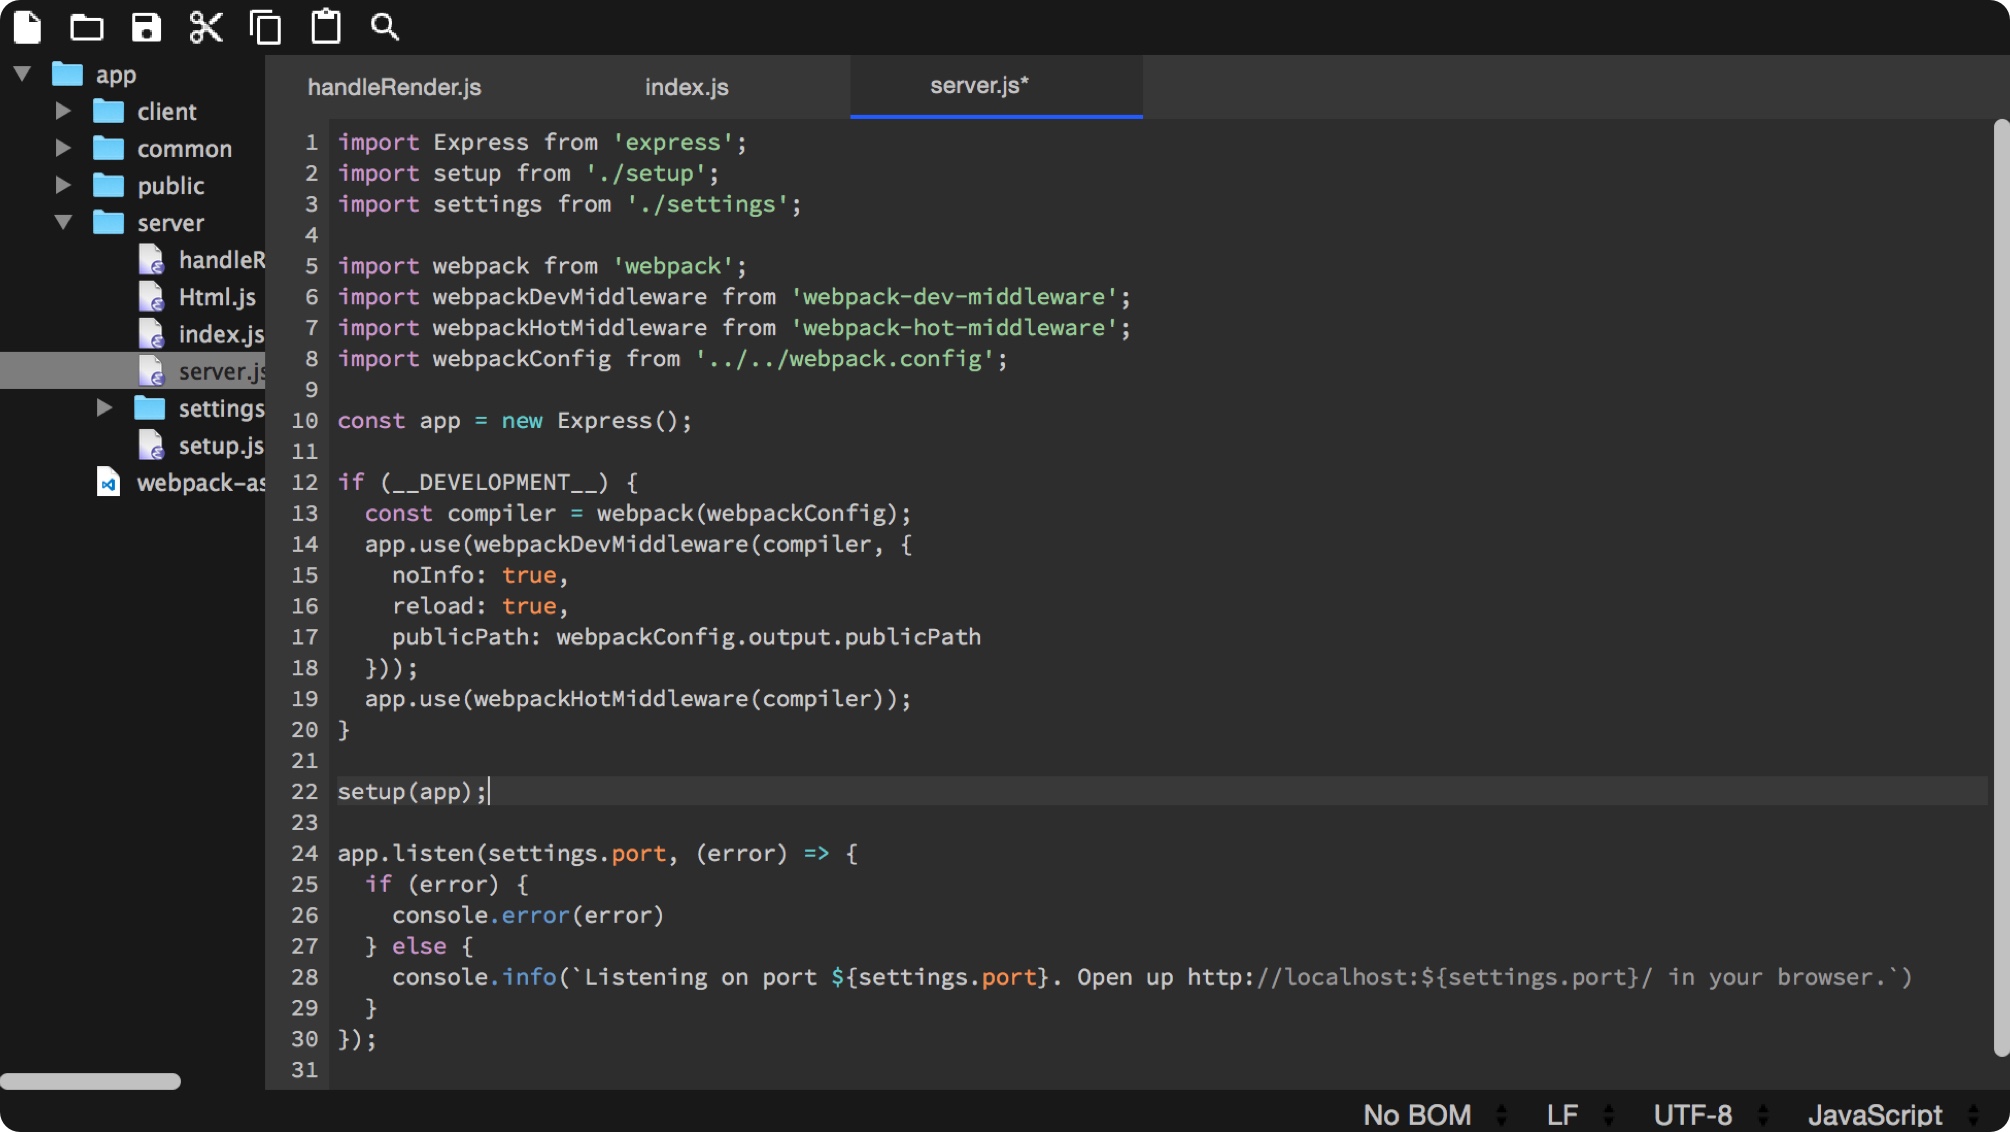 app
client
common
public
server
handleR
Html.js
index.js
server.js
settings
setup.js
webpack-as
handleRender.js
index.js
server.js*
1 import Express from 'express';
2 import setup from './setup';
3 import settings from './settings';
4
5 import webpack from 'webpack';
6 import webpackDevMiddleware from 'webpack-dev-middleware';
7 import webpackHotMiddleware from 'webpack-hot-middleware';
8 import webpackConfig from '../../webpack.config';
9
10 const app = new Express();
11
12 if (__DEVELOPMENT__) {
13   const compiler = webpack(webpackConfig);
14   app.use(webpackDevMiddleware(compiler, {
15     noInfo: true,
16     reload: true,
17     publicPath: webpackConfig.output.publicPath
18   }));
19   app.use(webpackHotMiddleware(compiler));
20 }
21
22 setup(app);
23
24 app.listen(settings.port, (error) => {
25   if (error) {
26     console.error(error)
27   } else {
28     console.info(`Listening on port ${settings.port}. Open up http://localhost:${settings.port}/ in your browser.`)
29   }
30 });
31
No BOM LF UTF-8 JavaScript